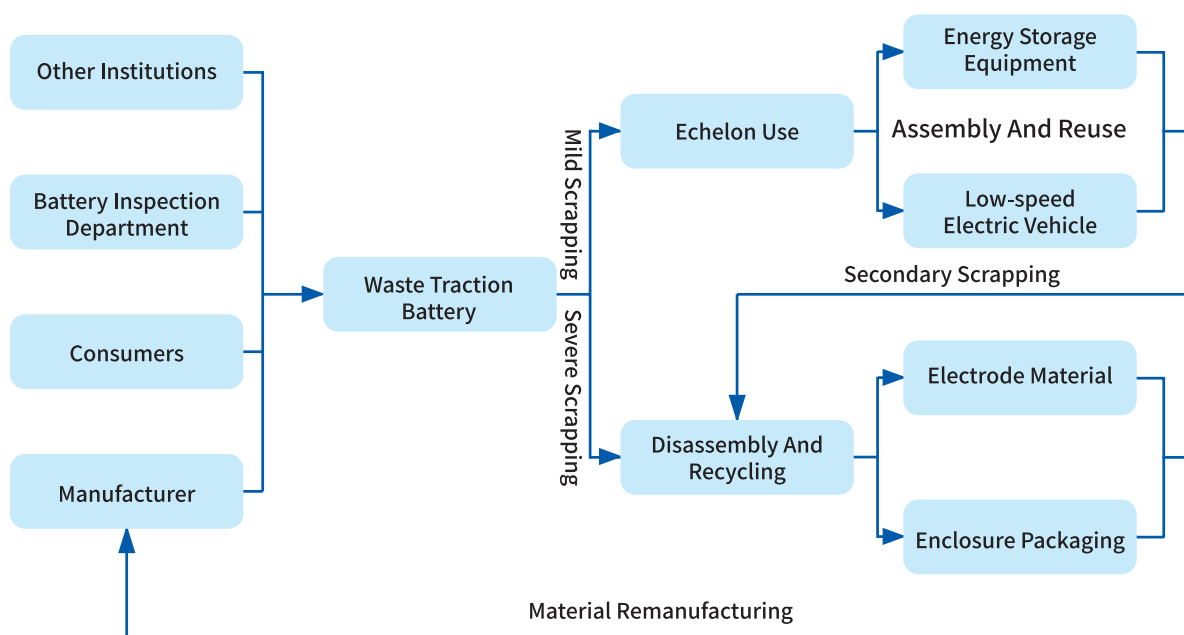 Other Institutions
Battery Inspection
Department
Consumers
Manufacturer
Waste Traction
Battery
Mild Scrapping
Severe Scrapping
Echelon Use
Energy Storage
Equipment
Assembly And Reuse
Low-speed
Electric Vehicle
Secondary Scrapping
Disassembly And
Recycling
Electrode Material
Enclosure Packaging
Material Remanufacturing